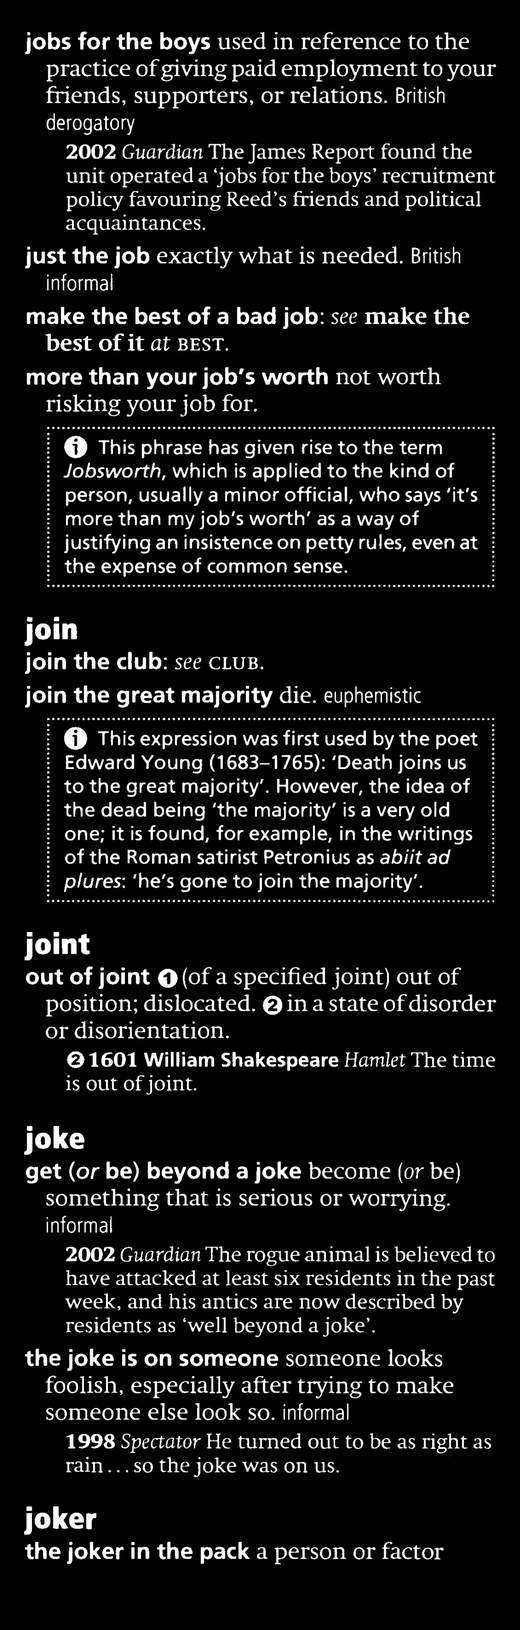 jobs for the boys used in reference to the
practice of giving paid employment to your
friends, supporters, or relations. British
derogatory
2002 Guardian The James Report found the
unit operated a ‘jobs for the boys’ recruitment
policy favouring Reed’s friends and political
acquaintances.
just the job exactly what is needed. British
informal
make the best of a bad job: see make the
best of it at BEST.
more than your job’s worth not worth
risking your job for.
i This phrase has given rise to the term
Jobsworth, which is applied to the kind of
person, usually a minor official, who says ‘it’s
more than my job’s worth’ as a way of
justifying an insistence on petty rules, even at
the expense of common sense.
join
join the club: see CLUB.
join the great majority die. euphemistic
i This expression was first used by the poet
Edward Young (1683–1765): ‘Death joins us
to the great majority’. However, the idea of
the dead being ‘the majority’ is a very old
one; it is found, for example, in the writings
of the Roman satirist Petronius as abiit ad
plures: ‘he’s gone to join the majority’.
joint
out of joint ❶ (of a specified joint) out of
position; dislocated. ❷ in a state of disorder
or disorientation.
❷ 1601 William Shakespeare Hamlet The time
is out of joint.
joke
get (or be) beyond a joke become (or be)
something that is serious or worrying.
informal
2002 Guardian The rogue animal is believed to
have attacked at least six residents in the past
week, and his antics are now described by
residents as ‘well beyond a joke’.
the joke is on someone someone looks
foolish, especially after trying to make
someone else look so. informal
1998 Spectator He turned out to be as right as
rain... so the joke was on us.
joker
the joker in the pack a person or factor